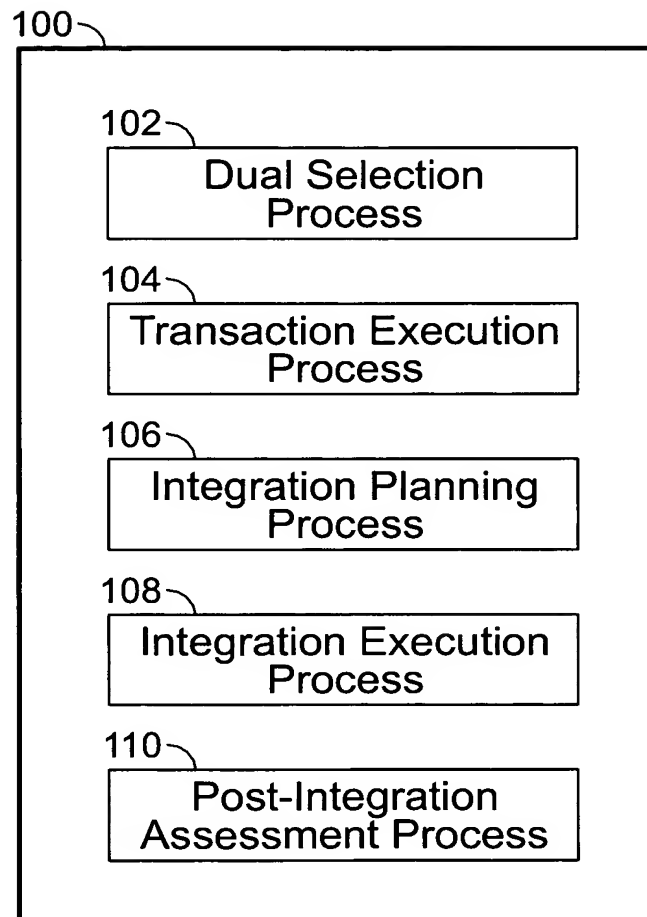 100
102
Dual Selection
Process
104
Transaction Execution
Process
106
Integration Planning
Process
108
Integration Execution
Process
110
Post-Integration
Assessment Process